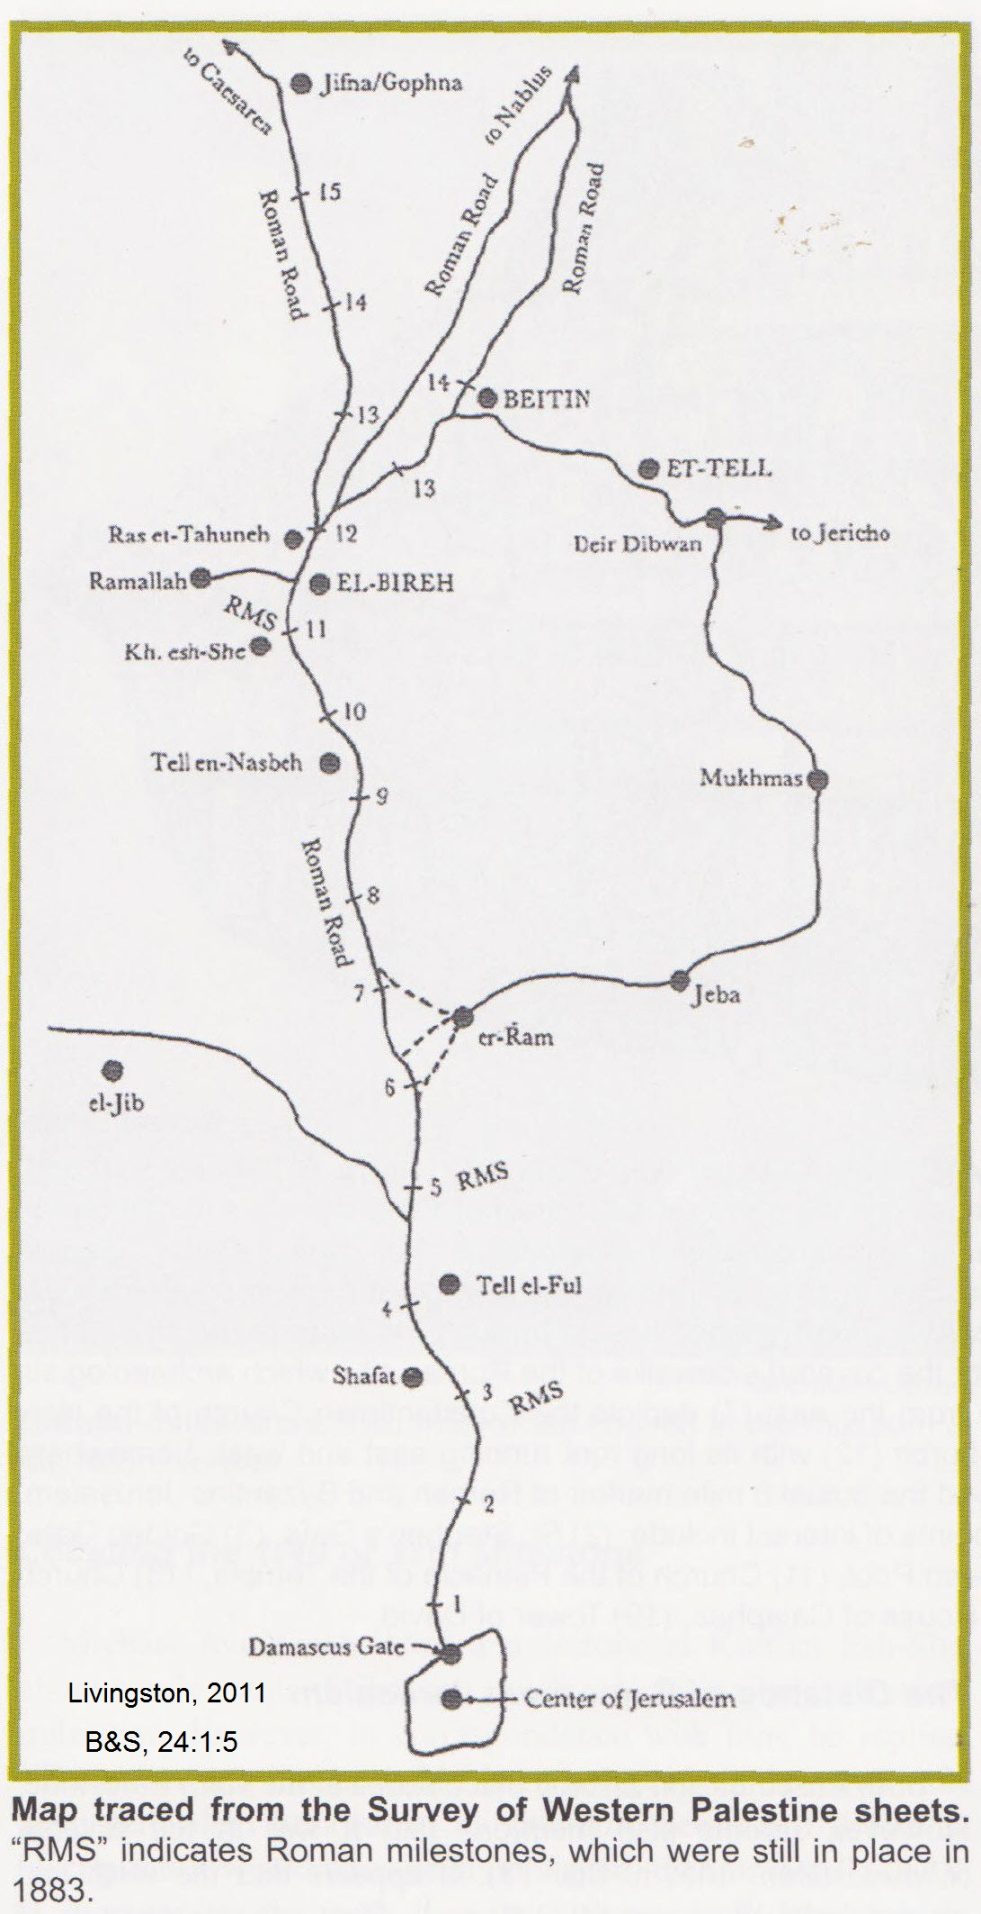 to Caesarea
Jifna/Gophna
to Nablus
15
Roman Road
Roman Road
Roman Road
14
14
BEITIN
13
ET-TELL
13
Ras et-Tahuneh
12
Deir Dibwan
to Jericho
Ramallah
EL-BIREH
RMS
11
Kh. esh-She
10
Tell en-Nasbeh
Mukhmas
9
Roman Road
8
7
Jeba
er-Ram
6
el-Jib
5 RMS
Tell el-Ful
4
Shafat
3 RMS
2
1
Damascus Gate
Livingston, 2011
Center of Jerusalem
B&S, 24:1:5
Map traced from the Survey of Western Palestine sheets.
“RMS” indicates Roman milestones, which were still in place in
1883.